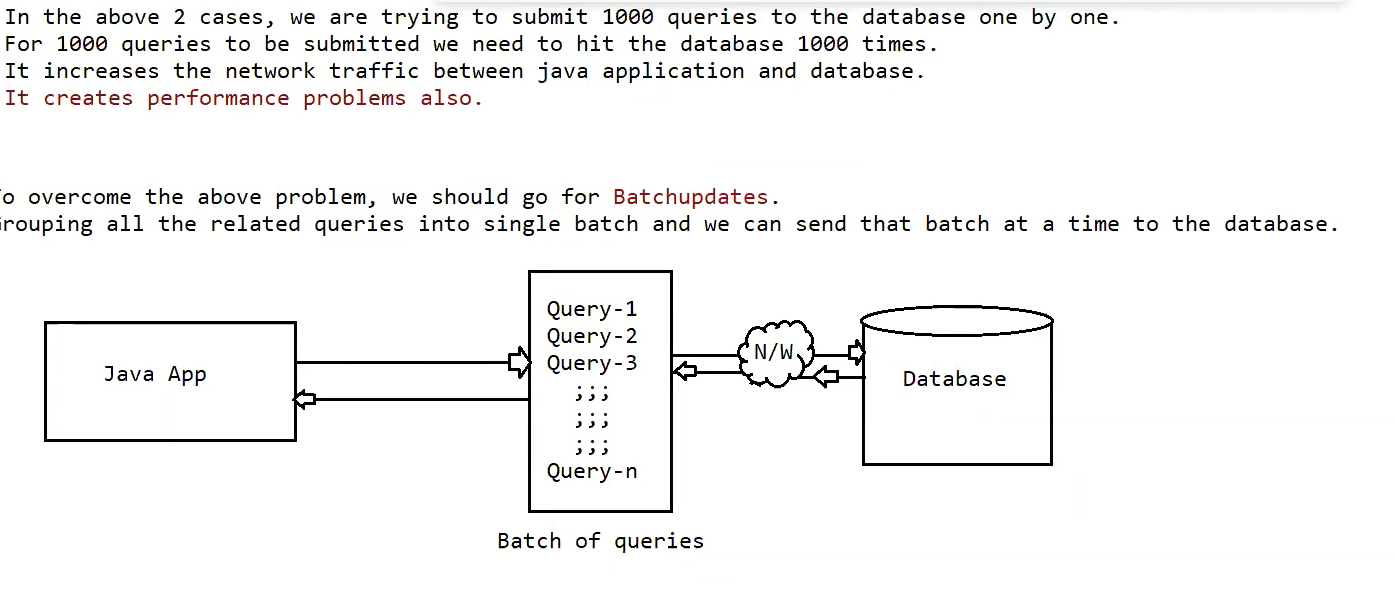 In the above 2 cases, we are trying to submit 1000 queries to the database one by one.
For 1000 queries to be submitted we need to hit the database 1000 times.
It increases the network traffic between java application and database.
It creates performance problems also.
o overcome the above problem, we should go for Batchupdates.
rouping all the related queries into single batch and we can send that batch at a time to the database.
Java App
Query-1
Query-2
Query-3
;;;
;;;
;;;
Query-n
N/W
Database
Batch of queries